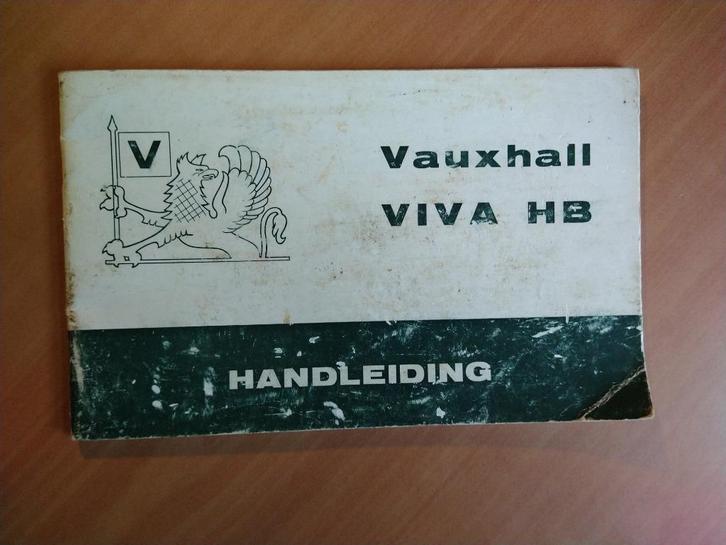 V
Vauxhall
VIVA HB
HANDLEIDING